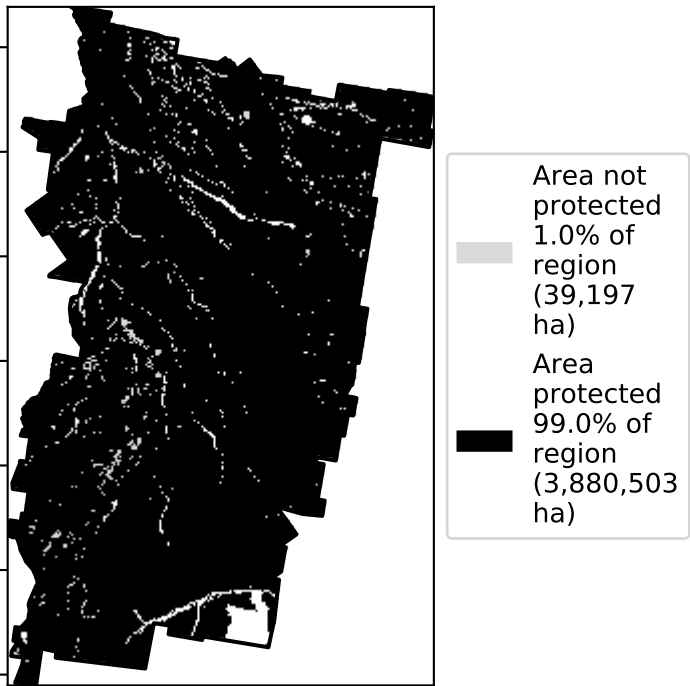 Area not
protected
1.0% of
region
(39,197
ha)
Area
protected
99.0% of
region
(3,880,503
ha)